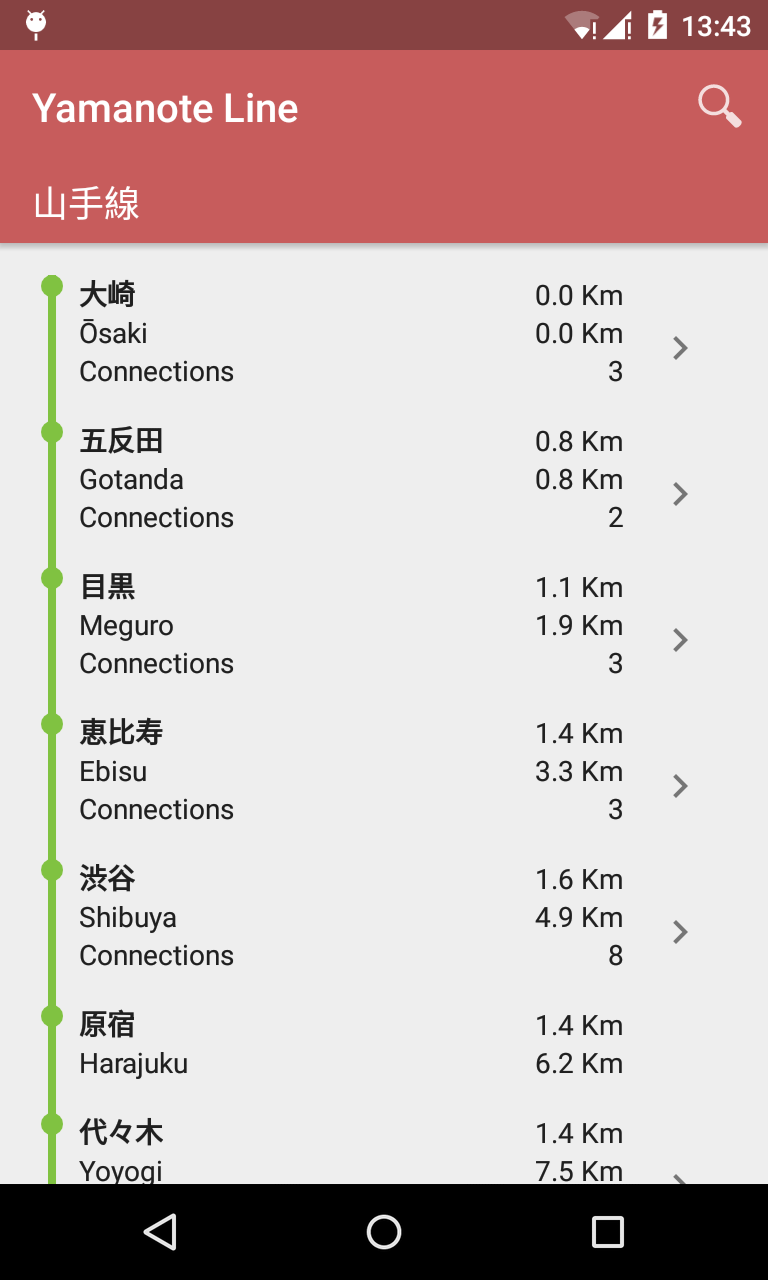 13:43
Yamanote Line
山手線
大崎 0.0 Km
Ōsaki 0.0 Km
Connections 3
五反田 0.8 Km
Gotanda 0.8 Km
Connections 2
目黒 1.1 Km
Meguro 1.9 Km
Connections 3
恵比寿 1.4 Km
Ebisu 3.3 Km
Connections 3
渋谷 1.6 Km
Shibuya 4.9 Km
Connections 8
原宿 1.4 Km
Harajuku 6.2 Km
代々木 1.4 Km
Yoyogi 7.5 Km